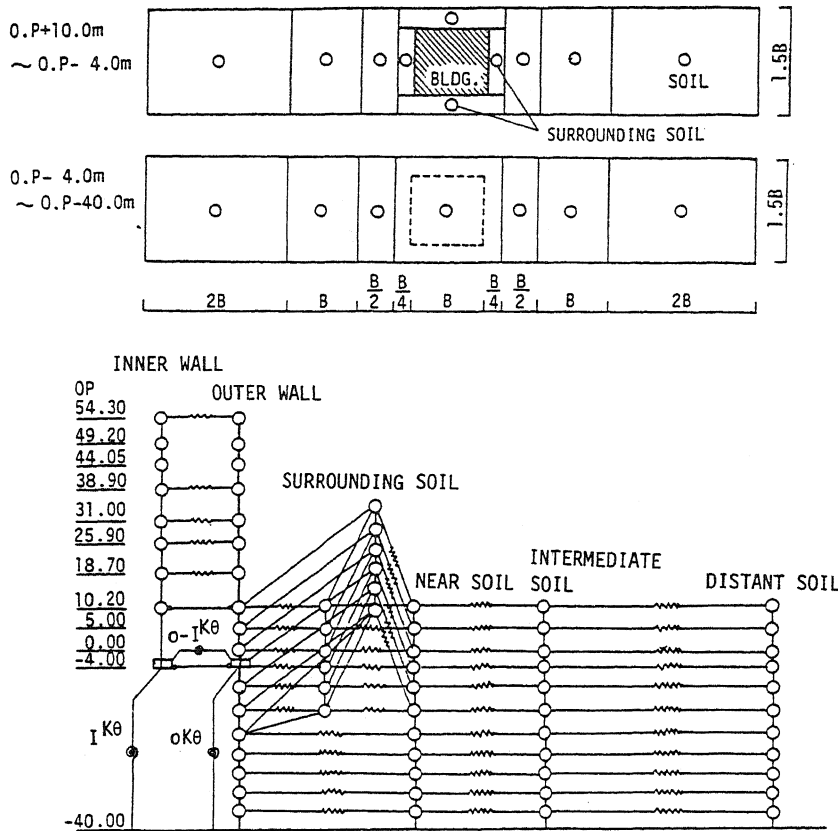 O.P+10.0m
~ O.P- 4.0m
BLDG.
SOIL
1.5B
SURROUNDING SOIL
O.P- 4.0m
~ O.P-40.0m
1.5B
2B B B/2 B/4 B B/4 B/2 B 2B
INNER WALL
OP
OUTER WALL
54.30
49.20
44.05
38.90
SURROUNDING SOIL
31.00
25.90
18.70
INTERMEDIATE
NEAR SOIL SOIL DISTANT SOIL
10.20
5.00
0.00
O-IKθ
-4.00
IKθ
OKθ
-40.00